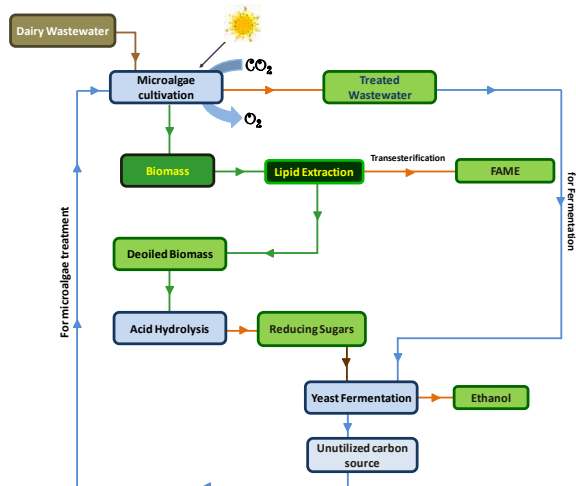 Dairy Wastewater
CO₂
Microalgae
cultivation
Treated
Wastewater
O₂
Transesterification
Biomass
Lipid Extraction
FAME
for Fermentation
For microalgae treatment
Deoiled Biomass
Acid Hydrolysis
Reducing Sugars
Yeast Fermentation
Ethanol
Unutilized carbon
source